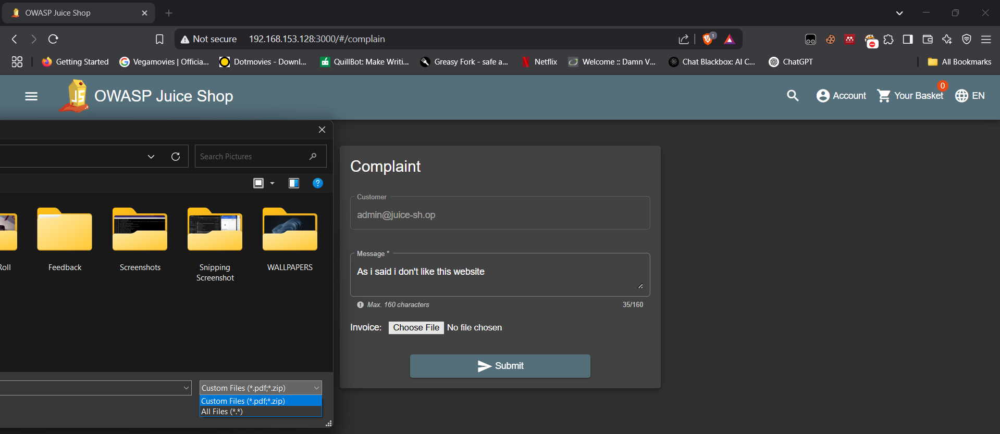 OWASP Juice Shop
Not secure 192.168.153.128:3000/#/complain
1
Getting Started
Vegamovies | Officia...
Dotmovies - Downl...
QuillBot: Make Writi...
Greasy Fork - safe a...
Netflix
Welcome :: Damn V...
Chat Blackbox: AI C...
ChatGPT
All Bookmarks
JS
OWASP Juice Shop
Account
Your Basket
0
EN
Search Pictures
Roll
Feedback
Screenshots
Snipping
Screenshot
WALLPAPERS
Custom Files (*.pdf;*.zip)
Custom Files (*.pdf;*.zip)
All Files (*.*)
Complaint
Customer
admin@juice-sh.op
Message *
As i said i don't like this website
Max. 160 characters
35/160
Invoice: Choose File No file chosen
Submit